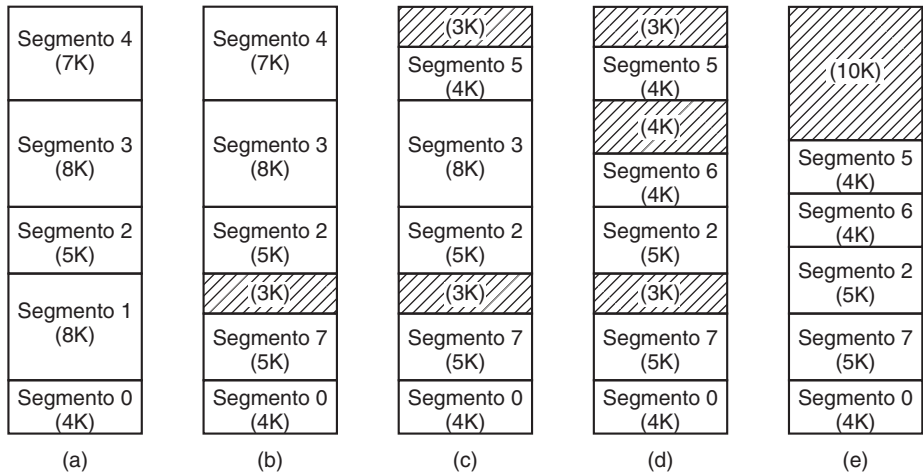 Segmento 4
(7K)
Segmento 3
(8K)
Segmento 2
(5K)
Segmento 1
(8K)
Segmento 0
(4K)
(a)
Segmento 4
(7K)
Segmento 3
(8K)
Segmento 2
(5K)
(3K)
Segmento 7
(5K)
Segmento 0
(4K)
(b)
(3K)
Segmento 5
(4K)
Segmento 3
(8K)
Segmento 2
(5K)
(3K)
Segmento 7
(5K)
Segmento 0
(4K)
(c)
(3K)
Segmento 5
(4K)
(4K)
Segmento 6
(4K)
Segmento 2
(5K)
(3K)
Segmento 7
(5K)
Segmento 0
(4K)
(d)
(10K)
Segmento 5
(4K)
Segmento 6
(4K)
Segmento 2
(5K)
Segmento 7
(5K)
Segmento 0
(4K)
(e)